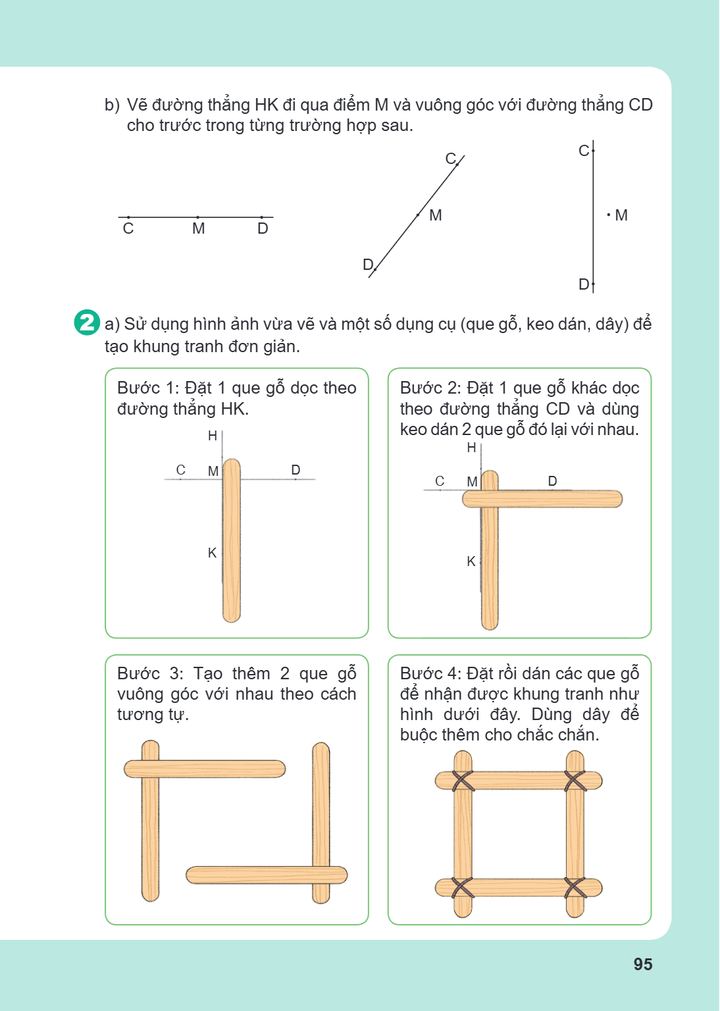 b) Vẽ đường thẳng HK đi qua điểm M và vuông góc với đường thẳng CD
cho trước trong từng trường hợp sau.
C M D
C
M
D
C
M
D
2 a) Sử dụng hình ảnh vừa vẽ và một số dụng cụ (que gỗ, keo dán, dây) để
tạo khung tranh đơn giản.
Bước 1: Đặt 1 que gỗ dọc theo
đường thẳng HK.
H
C M D
K
Bước 2: Đặt 1 que gỗ khác dọc
theo đường thẳng CD và dùng
keo dán 2 que gỗ đó lại với nhau.
H
C M D
K
Bước 3: Tạo thêm 2 que gỗ
vuông góc với nhau theo cách
tương tự.
Bước 4: Đặt rồi dán các que gỗ
để nhận được khung tranh như
hình dưới đây. Dùng dây để
buộc thêm cho chắc chắn.
95